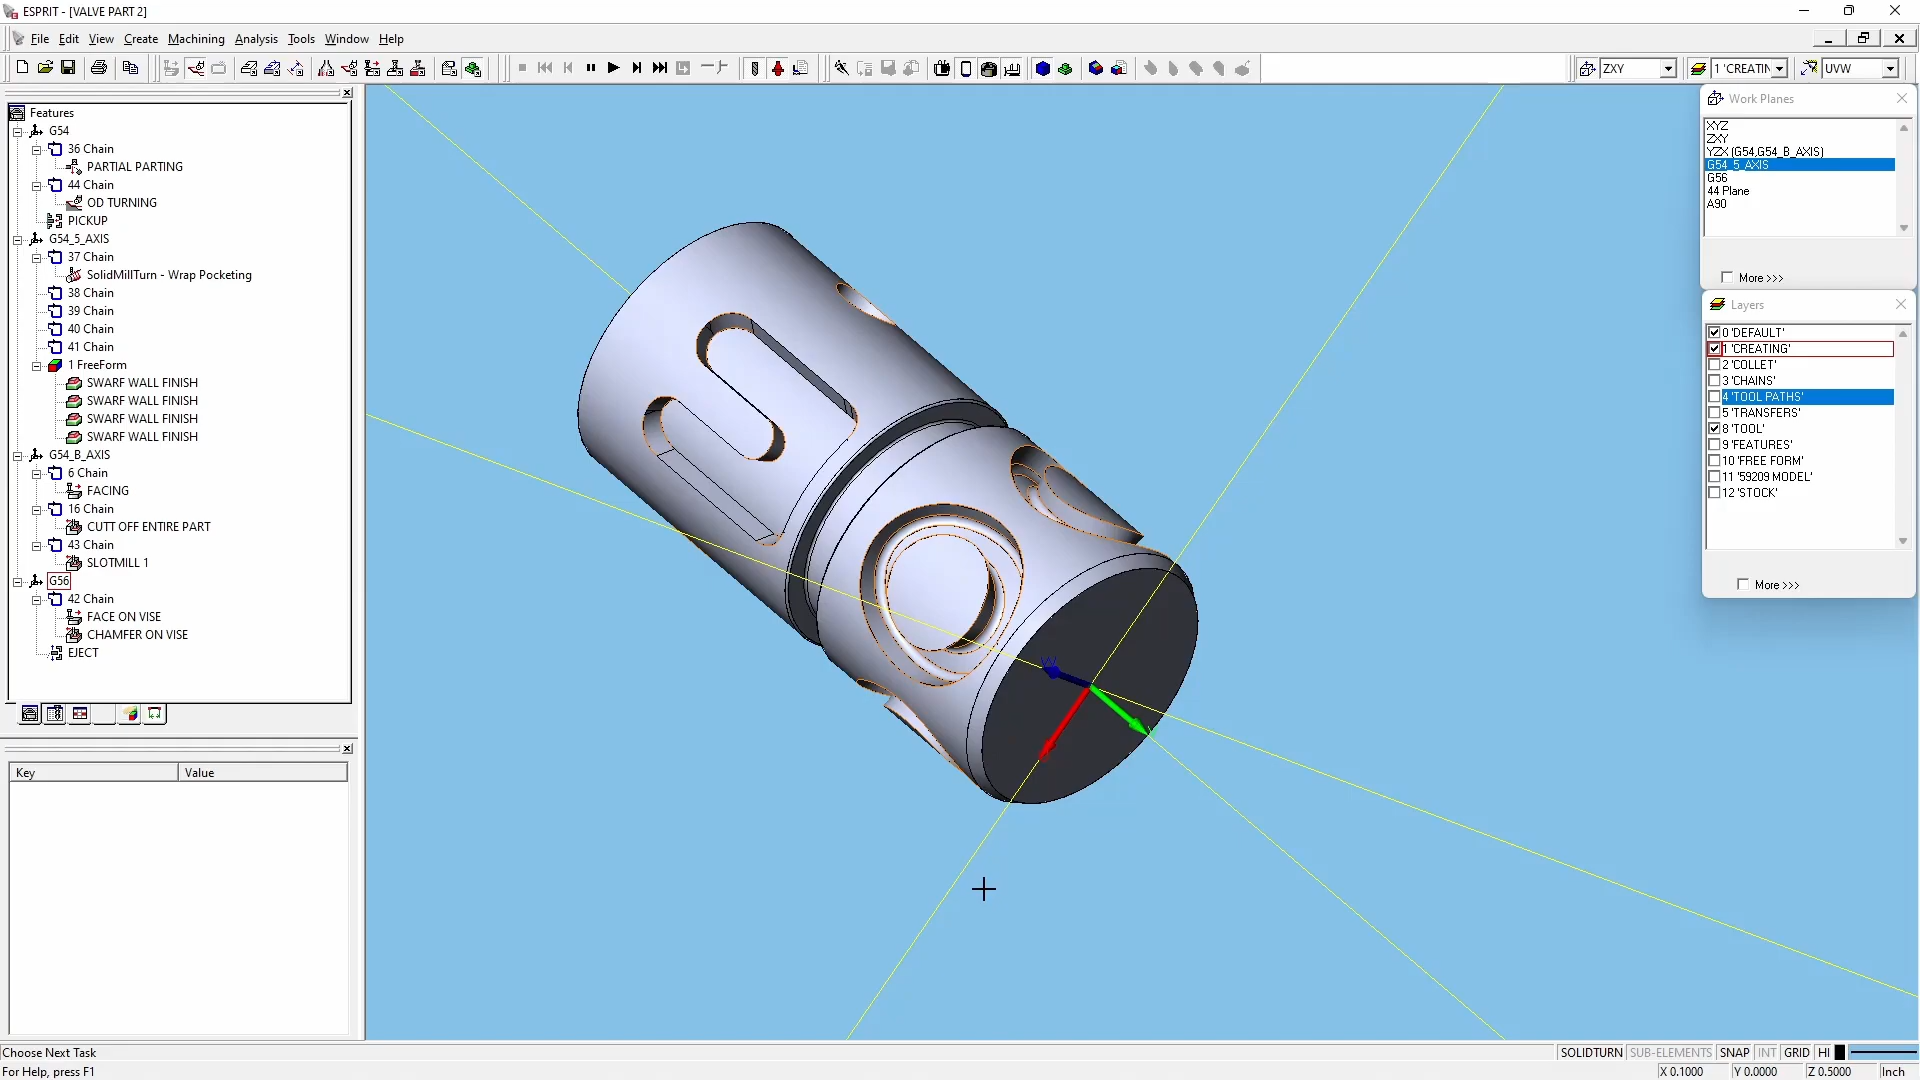 ESPRIT - [VALVE PART 2]
File Edit View Create Machining Analysis Tools Window Help
ZXY
1 'CREATIN
UVW
Features
G54
36 Chain
PARTIAL PARTING
44 Chain
OD TURNING
PICKUP
G54_5_AXIS
37 Chain
SolidMillTurn - Wrap Pocketing
38 Chain
39 Chain
40 Chain
41 Chain
1 FreeForm
SWARF WALL FINISH
SWARF WALL FINISH
SWARF WALL FINISH
SWARF WALL FINISH
G54_B_AXIS
6 Chain
FACING
16 Chain
CUTT OFF ENTIRE PART
43 Chain
SLOTMILL 1
G56
42 Chain
FACE ON VISE
CHAMFER ON VISE
EJECT
Key Value
W
Work Planes
XYZ
ZXY
YZX (G54,G54_B_AXIS)
G54_5_AXIS
G56
44 Plane
A90
More >>>
Layers
0 'DEFAULT'
1 'CREATING'
2 'COLLET'
3 'CHAINS'
4 'TOOL PATHS'
5 'TRANSFERS'
8 'TOOL'
9 'FEATURES'
10 'FREE FORM'
11 '59209 MODEL'
12 'STOCK'
More >>>
Choose Next Task
SOLIDTURN SUB-ELEMENTS SNAP INT GRID HI
For Help, press F1
X 0.1000 Y 0.0000 Z 0.5000 Inch